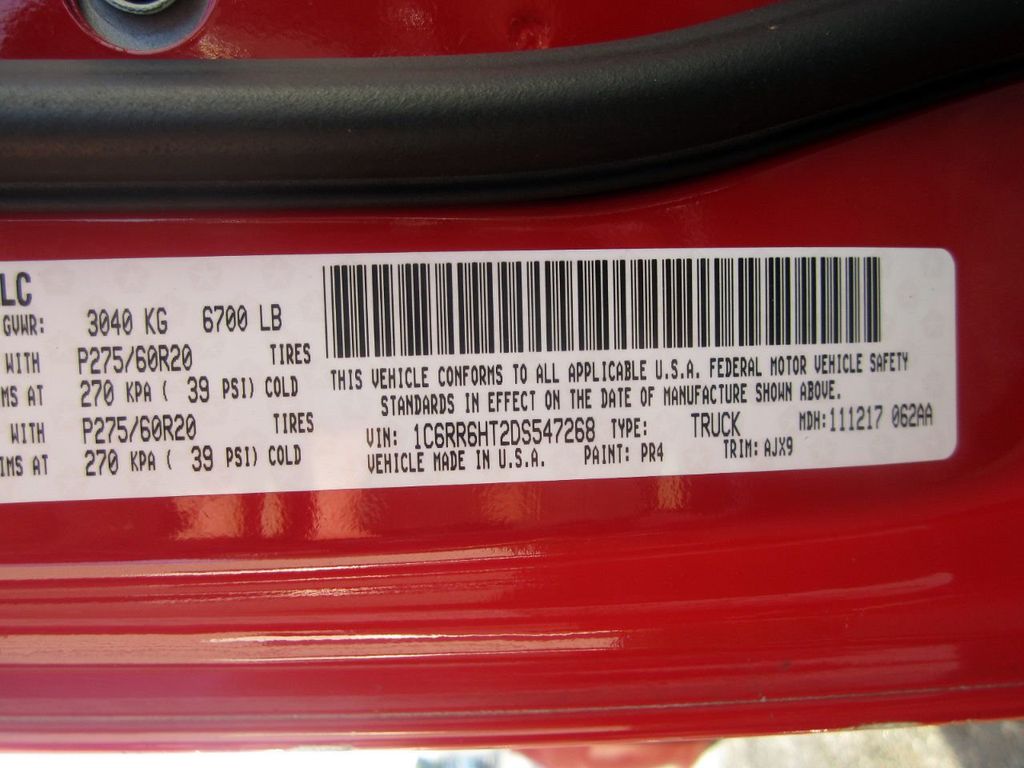 LC
GVWR: 3040 KG 6700 LB
WITH P275/60R20 TIRES
MS AT 270 KPA ( 39 PSI) COLD
WITH P275/60R20 TIRES
IMS AT 270 KPA ( 39 PSI) COLD
THIS VEHICLE CONFORMS TO ALL APPLICABLE U.S.A. FEDERAL MOTOR VEHICLE SAFETY
STANDARDS IN EFFECT ON THE DATE OF MANUFACTURE SHOWN ABOVE.
VIN: 1C6RR6HT2DS547268 TYPE: TRUCK MDH: 111217 062AA
VEHICLE MADE IN U.S.A. PAINT: PR4 TRIM: AJX9